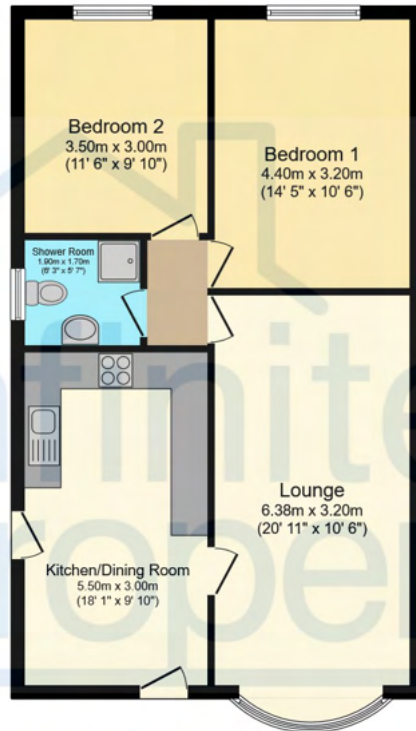 Bedroom 2
3.50m x 3.00m
(11' 6" x 9' 10")
Bedroom 1
4.40m x 3.20m
(14' 5" x 10' 6")
Shower Room
1.90m x 1.70m
(6' 3" x 5' 7")
Lounge
6.38m x 3.20m
(20' 11" x 10' 6")
Kitchen/Dining Room
5.50m x 3.00m
(18' 1" x 9' 10")